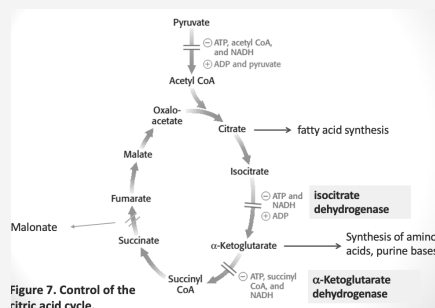 Pyruvate
⊖ ATP, acetyl CoA,
and NADH
⊕ ADP and pyruvate
Acetyl CoA
Oxalo-
acetate
Citrate
fatty acid synthesis
Malate
Isocitrate
⊖ ATP and
NADH
⊕ ADP
isocitrate
dehydrogenase
Fumarate
Malonate
Succinate
α-Ketoglutarate
Synthesis of amino
acids, purine bases
Succinyl
CoA
⊖ ATP, succinyl
CoA, and
NADH
α-Ketoglutarate
dehydrogenase
Figure 7. Control of the
citric acid cycle.